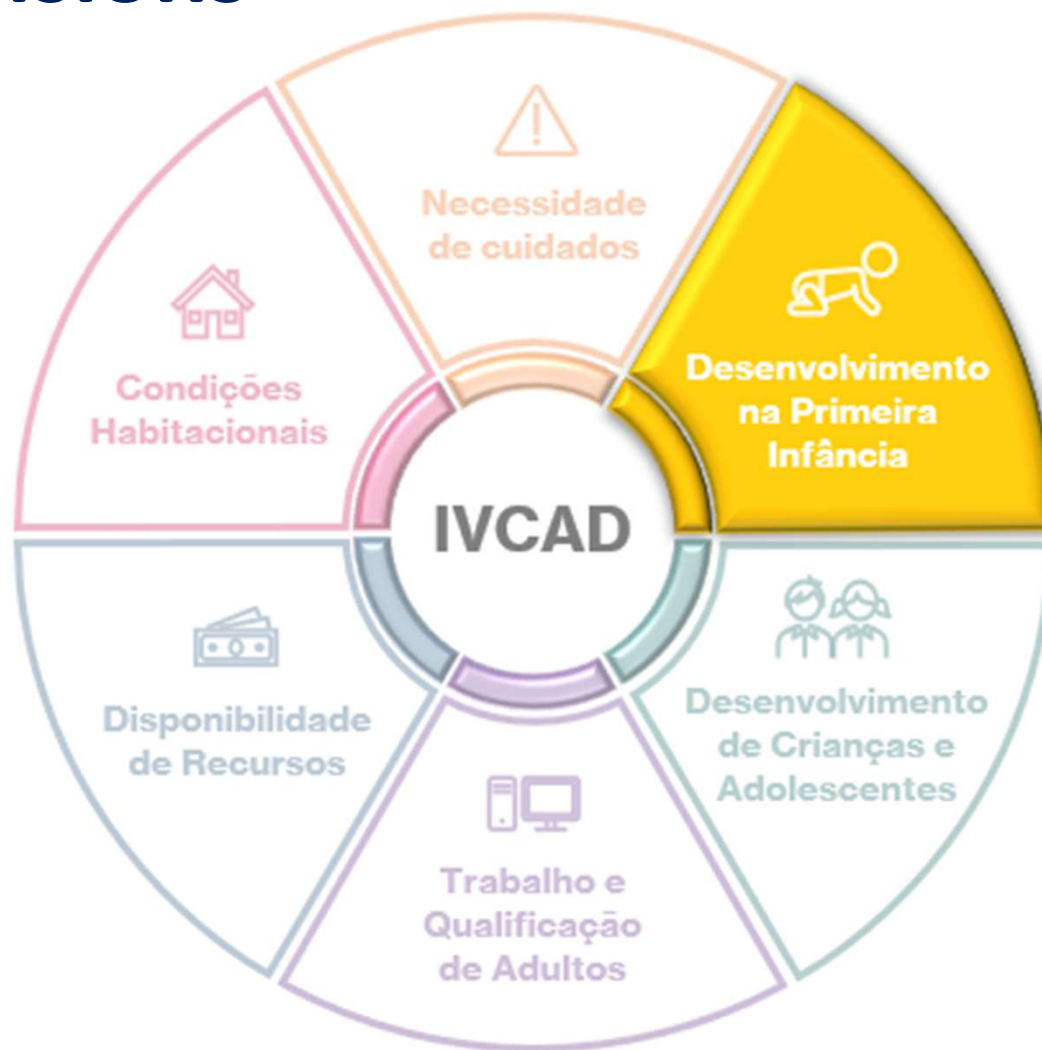 Necessidade
de cuidados
Desenvolvimento
na Primeira
Infância
Condições
Habitacionais
IVCAD
Disponibilidade
de Recursos
Desenvolvimento
de Crianças e
Adolescentes
Trabalho e
Qualificação
de Adultos